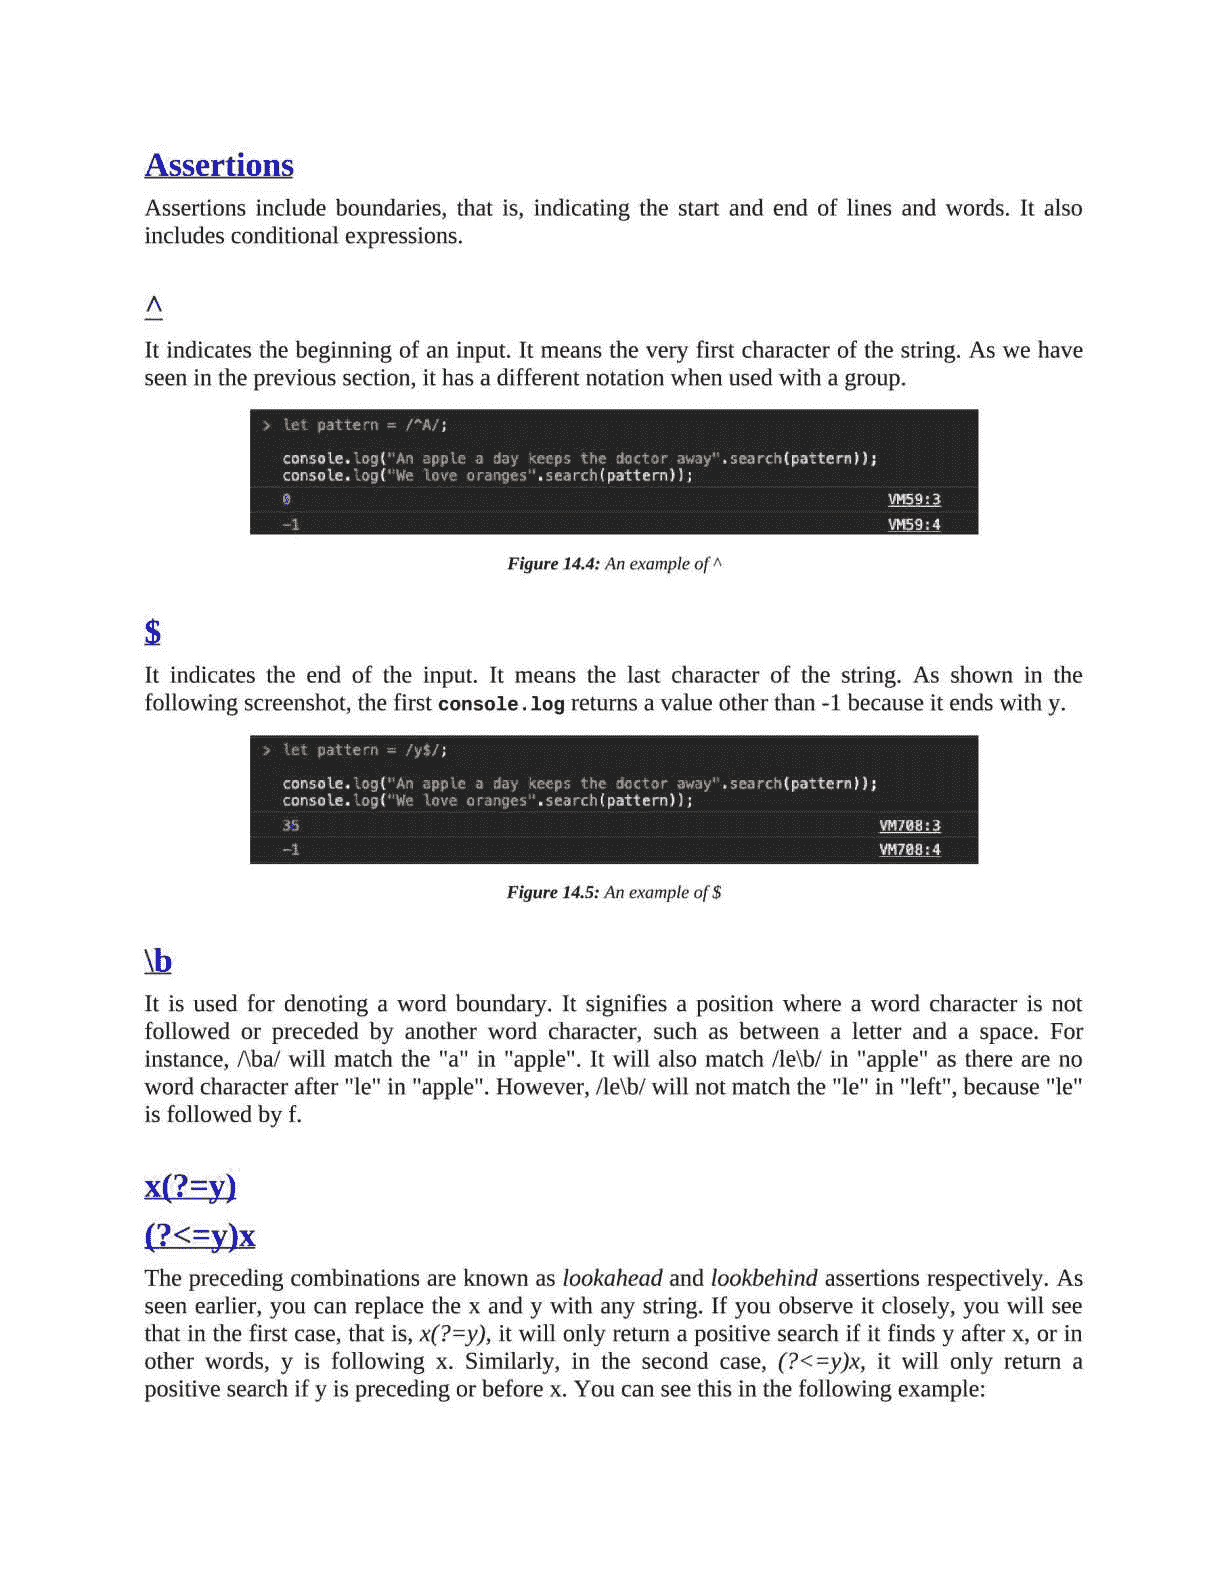 Assertions
Assertions include boundaries, that is, indicating the start and end of lines and words. It also
includes conditional expressions.
^
It indicates the beginning of an input. It means the very first character of the string. As we have
seen in the previous section, it has a different notation when used with a group.
> let pattern = /^A/;
console.log("An apple a day keeps the doctor away".search(pattern));
console.log("We love oranges".search(pattern));
0 VM59:3
-1 VM59:4
Figure 14.4: An example of ^
$
It indicates the end of the input. It means the last character of the string. As shown in the
following screenshot, the first console.log returns a value other than -1 because it ends with y.
> let pattern = /y$/;
console.log("An apple a day keeps the doctor away".search(pattern));
console.log("We love oranges".search(pattern));
35 VM708:3
-1 VM708:4
Figure 14.5: An example of $
\b
It is used for denoting a word boundary. It signifies a position where a word character is not
followed or preceded by another word character, such as between a letter and a space. For
instance, /\ba/ will match the "a" in "apple". It will also match /le\b/ in "apple" as there are no
word character after "le" in "apple". However, /le\b/ will not match the "le" in "left", because "le"
is followed by f.
x(?=y)
(?<=y)x
The preceding combinations are known as lookahead and lookbehind assertions respectively. As
seen earlier, you can replace the x and y with any string. If you observe it closely, you will see
that in the first case, that is, x(?=y), it will only return a positive search if it finds y after x, or in
other words, y is following x. Similarly, in the second case, (?<=y)x, it will only return a
positive search if y is preceding or before x. You can see this in the following example: